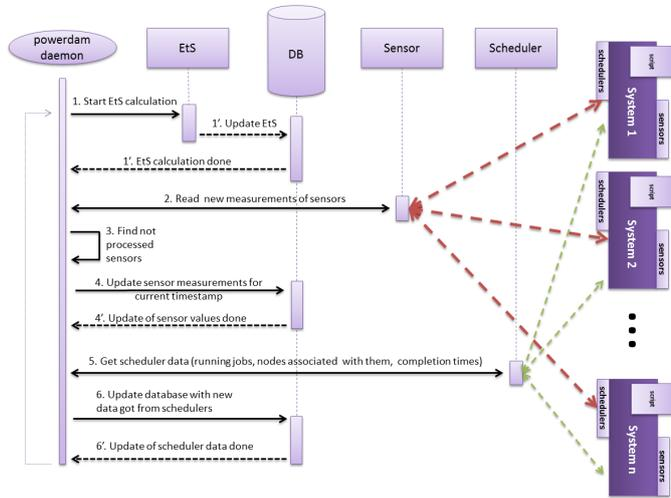 powerdam
daemon
EtS
DB
Sensor
Scheduler
1. Start EtS calculation
1'. Update EtS
1'. EtS calculation done
2. Read new measurements of sensors
3. Find not
processed
sensors
4. Update sensor measurements for
current timestamp
4'. Update of sensor values done
5. Get scheduler data (running jobs, nodes associated with them, completion times)
6. Update database with new
data got from schedulers
6'. Update of scheduler data done
schedulers
script
System 1
sensors
schedulers
script
System 2
sensors
schedulers
script
System n
sensors